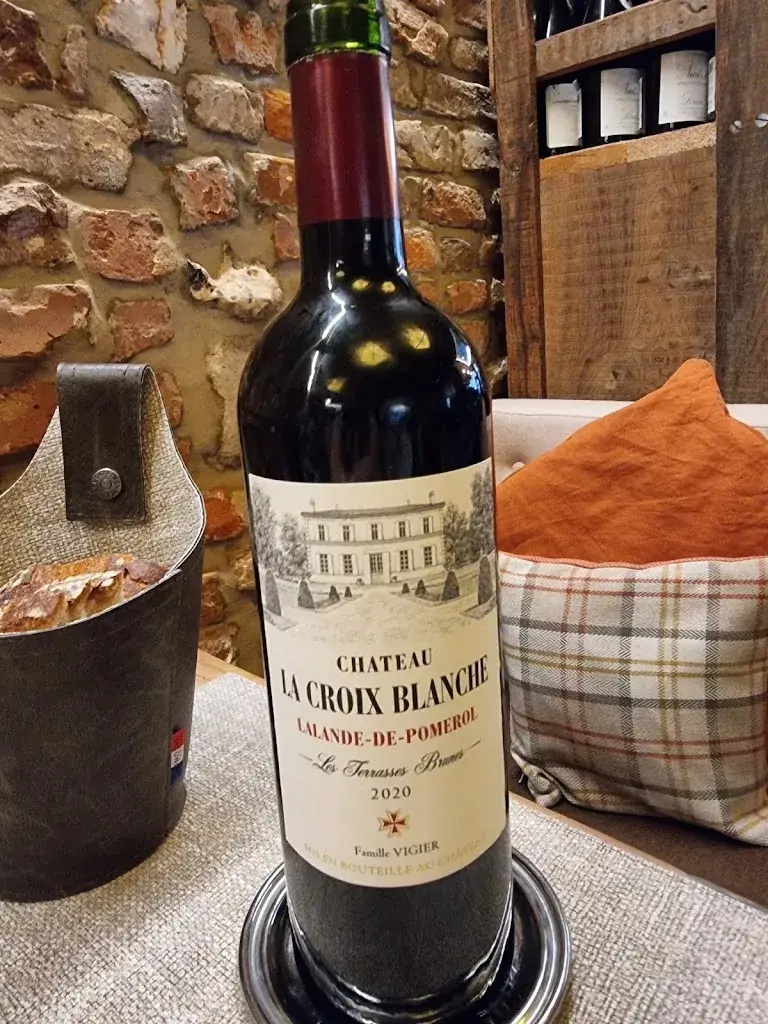 CHATEAU
LA CROIX BLANCHE
LALANDE-DE-POMEROL
Les Terrasses Brunes
2020
Famille VIGIER
MIS EN BOUTEILLE AU CHÂTEAU